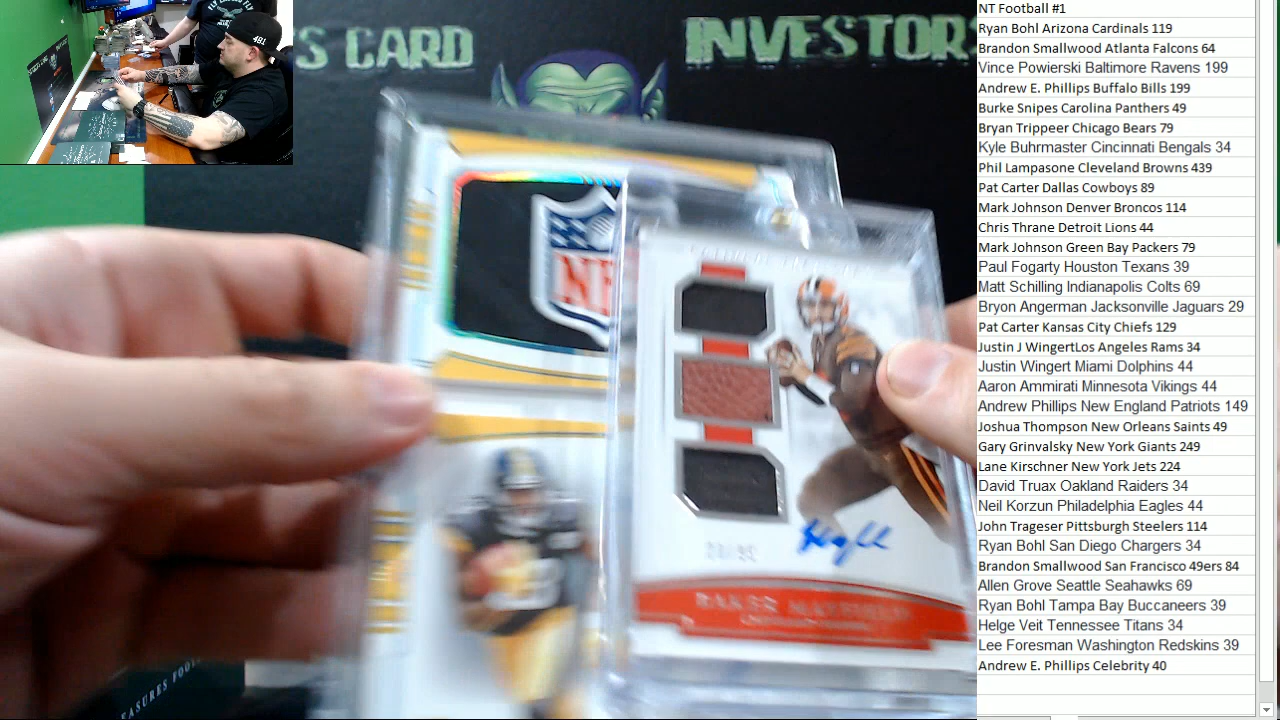 S CARD INVESTORS
481
NFL
BAKER MAYFIELD
EASURES FOOT
NT Football #1
Ryan Bohl Arizona Cardinals 119
Brandon Smallwood Atlanta Falcons 64
Vince Powierski Baltimore Ravens 199
Andrew E. Phillips Buffalo Bills 199
Burke Snipes Carolina Panthers 49
Bryan Trippeer Chicago Bears 79
Kyle Buhrmaster Cincinnati Bengals 34
Phil Lampasone Cleveland Browns 439
Pat Carter Dallas Cowboys 89
Mark Johnson Denver Broncos 114
Chris Thrane Detroit Lions 44
Mark Johnson Green Bay Packers 79
Paul Fogarty Houston Texans 39
Matt Schilling Indianapolis Colts 69
Bryon Angerman Jacksonville Jaguars 29
Pat Carter Kansas City Chiefs 129
Justin J WingertLos Angeles Rams 34
Justin Wingert Miami Dolphins 44
Aaron Ammirati Minnesota Vikings 44
Andrew Phillips New England Patriots 149
Joshua Thompson New Orleans Saints 49
Gary Grinvalsky New York Giants 249
Lane Kirschner New York Jets 224
David Truax Oakland Raiders 34
Neil Korzun Philadelphia Eagles 44
John Trageser Pittsburgh Steelers 114
Ryan Bohl San Diego Chargers 34
Brandon Smallwood San Francisco 49ers 84
Allen Grove Seattle Seahawks 69
Ryan Bohl Tampa Bay Buccaneers 39
Helge Veit Tennessee Titans 34
Lee Foresman Washington Redskins 39
Andrew E. Phillips Celebrity 40